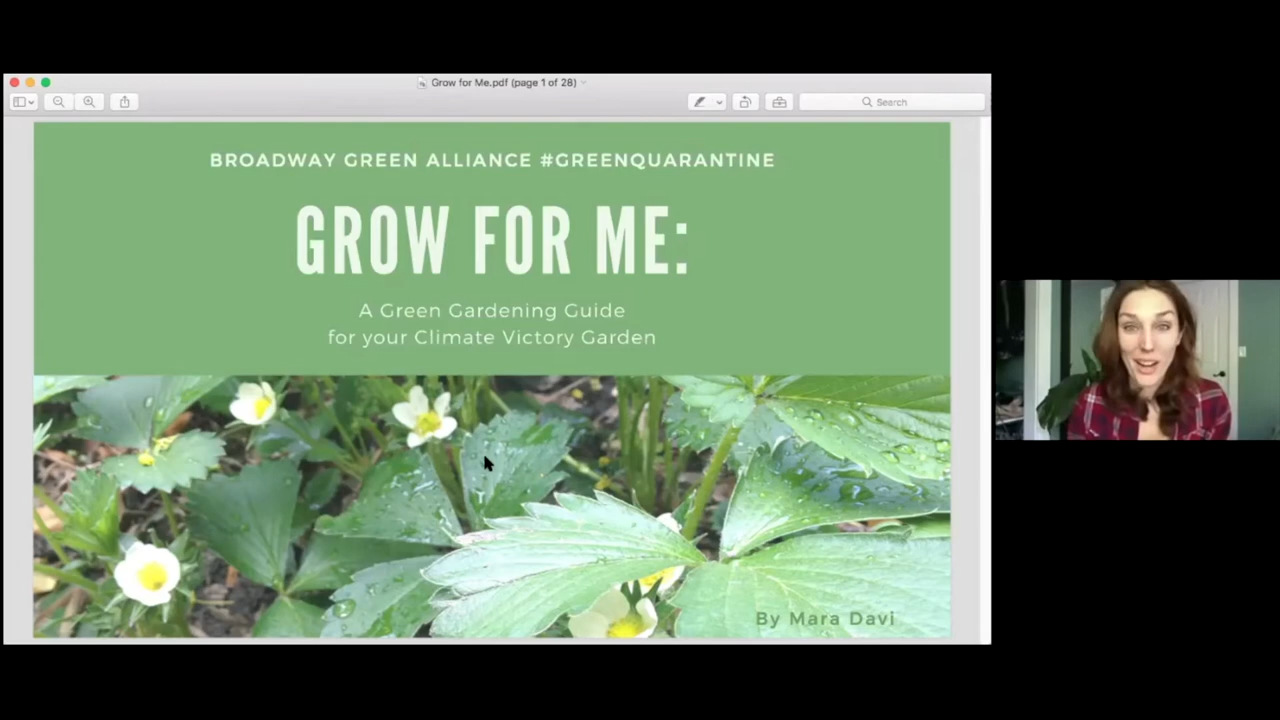 Grow for Me.pdf (page 1 of 28)
Search
BROADWAY GREEN ALLIANCE #GREENQUARANTINE
GROW FOR ME:
A Green Gardening Guide
for your Climate Victory Garden
By Mara Davi